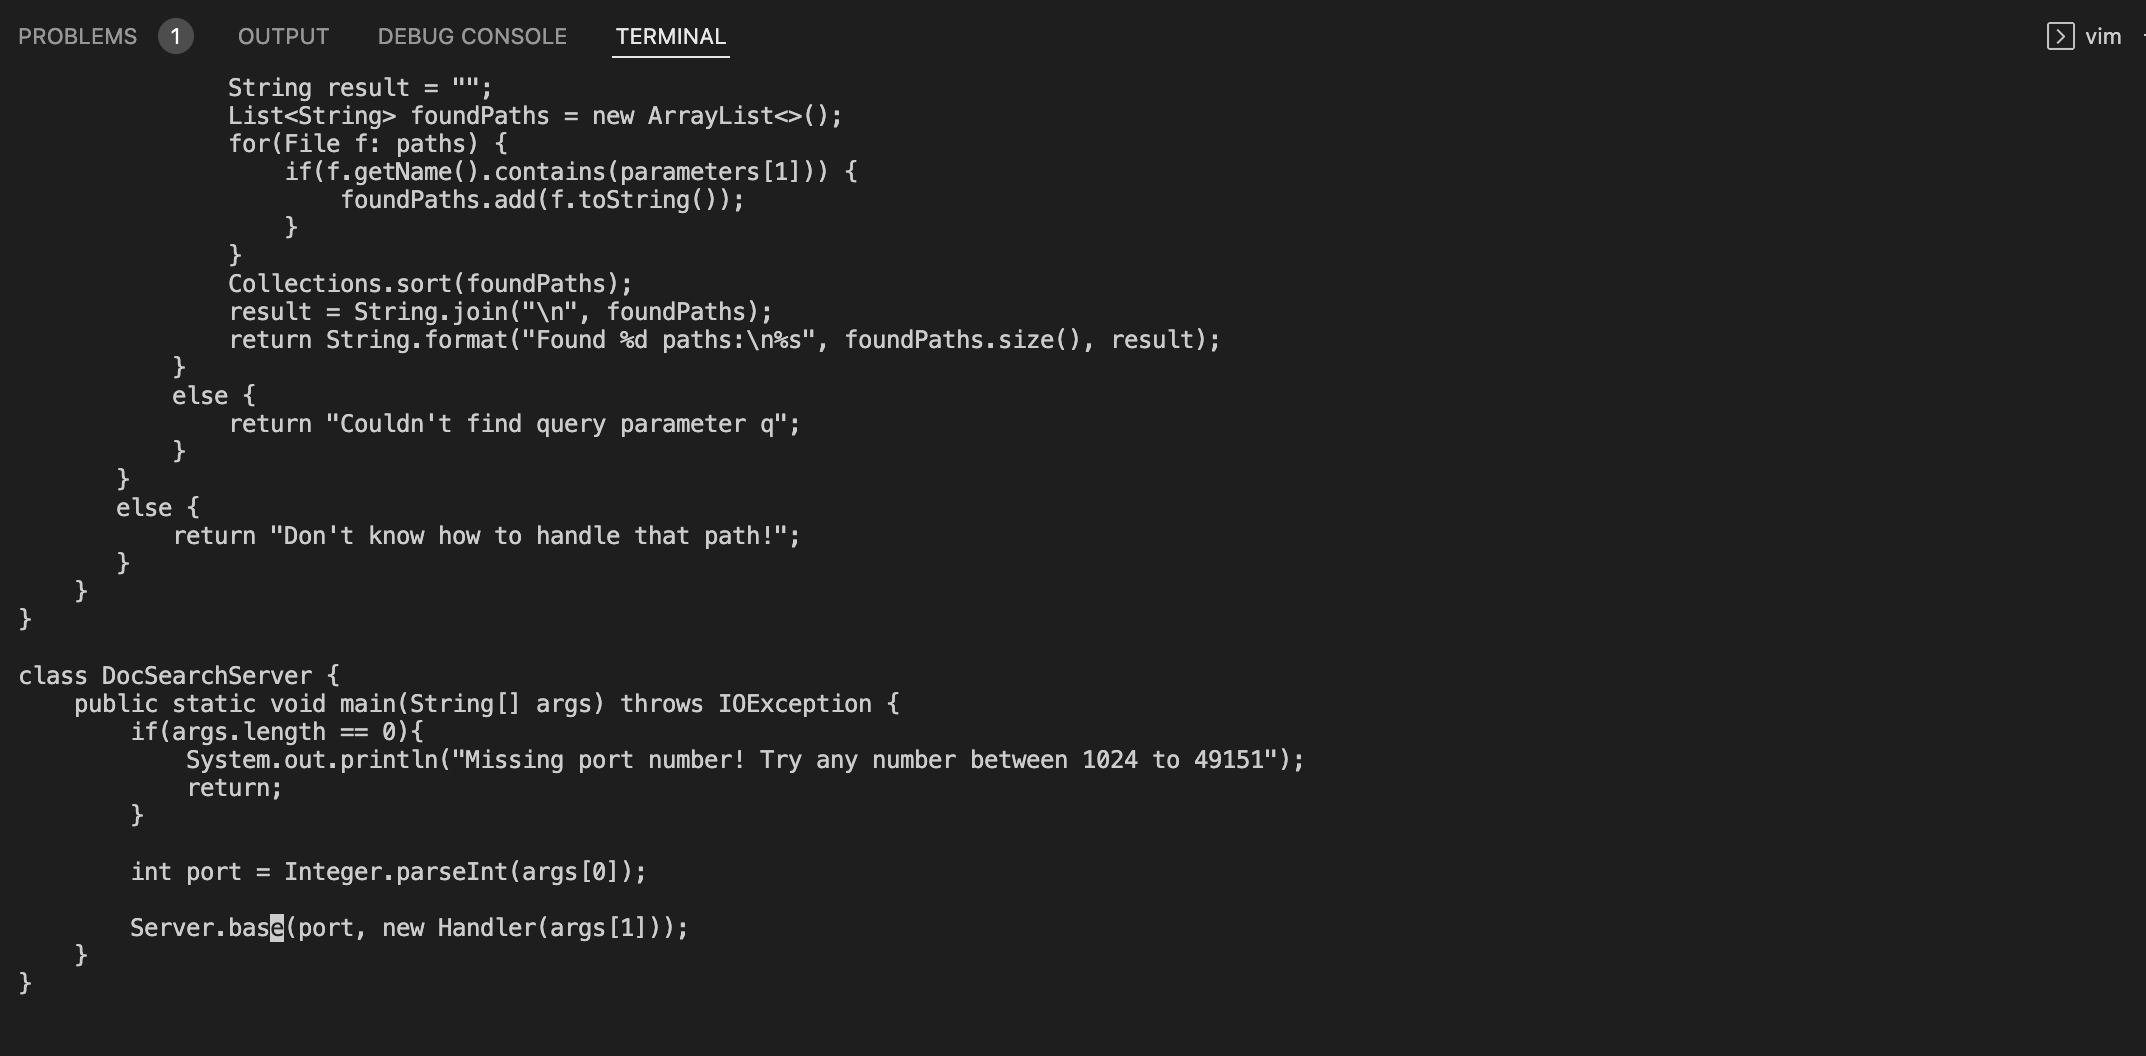 PROBLEMS 1 OUTPUT DEBUG CONSOLE TERMINAL vim
String result = "";
List<String> foundPaths = new ArrayList<>();
for(File f: paths) {
if(f.getName().contains(parameters[1])) {
foundPaths.add(f.toString());
}
}
Collections.sort(foundPaths);
result = String.join("\n", foundPaths);
return String.format("Found %d paths:\n%s", foundPaths.size(), result);
}
else {
return "Couldn't find query parameter q";
}
}
else {
return "Don't know how to handle that path!";
}
}
}
class DocSearchServer {
public static void main(String[] args) throws IOException {
if(args.length == 0){
System.out.println("Missing port number! Try any number between 1024 to 49151");
return;
}
int port = Integer.parseInt(args[0]);
Server.base(port, new Handler(args[1]));
}
}